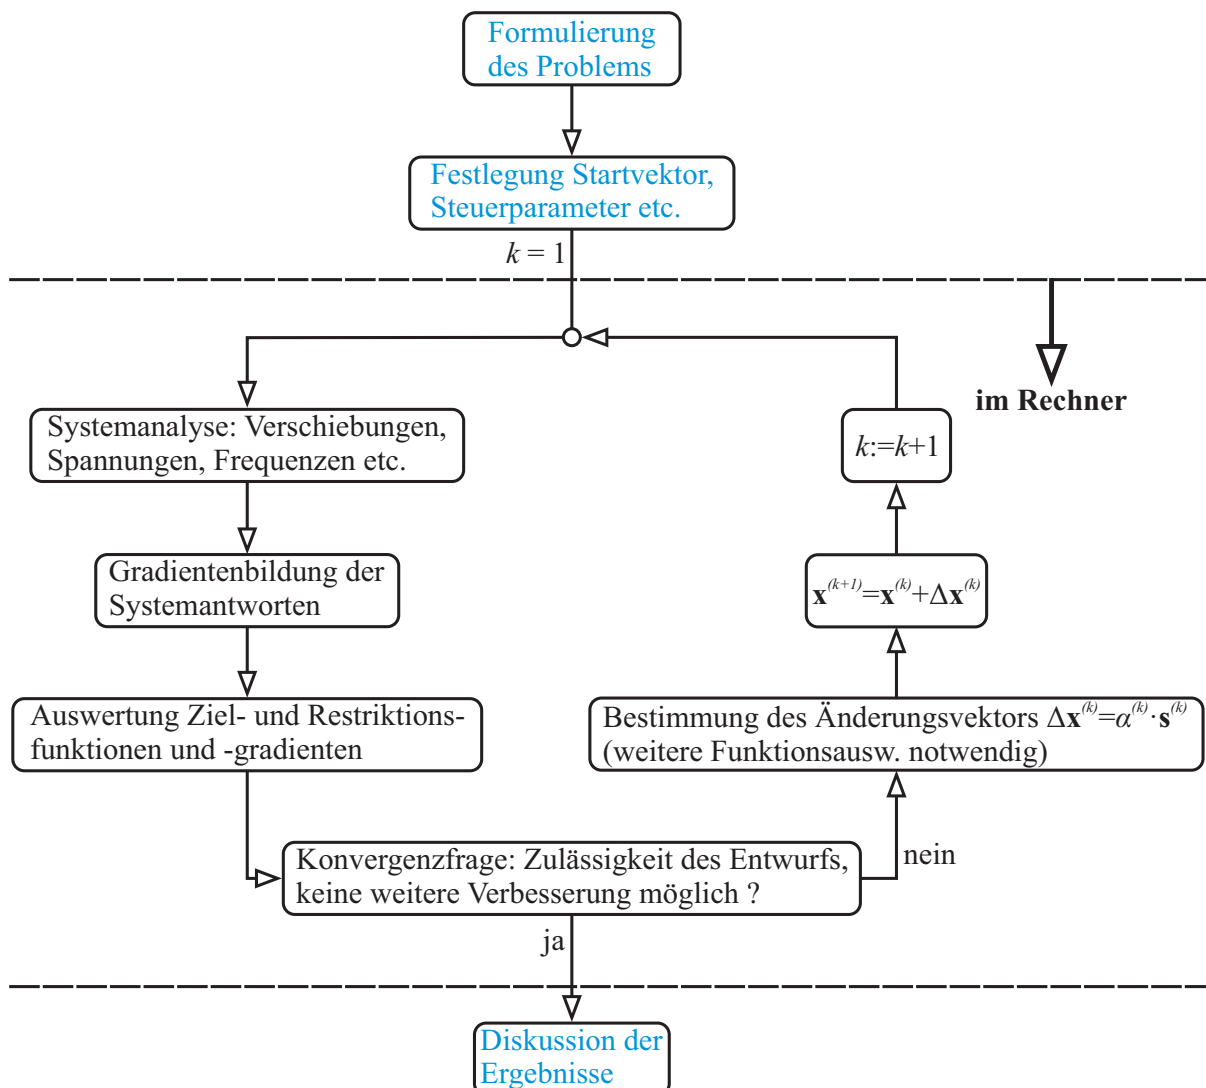 Formulierung
des Problems
Festlegung Startvektor,
Steuerparameter etc.
k = 1
im Rechner
Systemanalyse: Verschiebungen,
Spannungen, Frequenzen etc.
k:=k+1
Gradientenbildung der
Systemantworten
x^(k+1)=x^(k)+Δx^(k)
Auswertung Ziel- und Restriktions-
funktionen und -gradienten
Bestimmung des Änderungsvektors Δx^(k)=α^(k)·s^(k)
(weitere Funktionsausw. notwendig)
Konvergenzfrage: Zulässigkeit des Entwurfs,
keine weitere Verbesserung möglich ?
nein
ja
Diskussion der
Ergebnisse